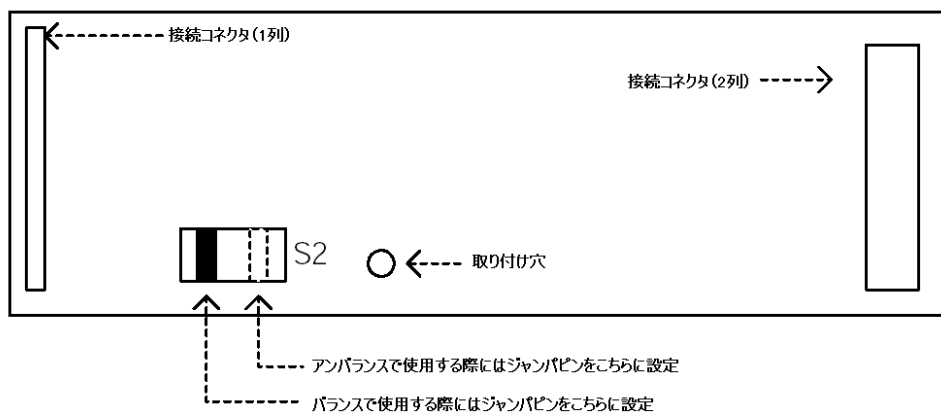 接続コネクタ(1列)
接続コネクタ(2列)
S2
取り付け穴
アンバランスで使用する際にはジャンパピンをこちらに設定
バランスで使用する際にはジャンパピンをこちらに設定